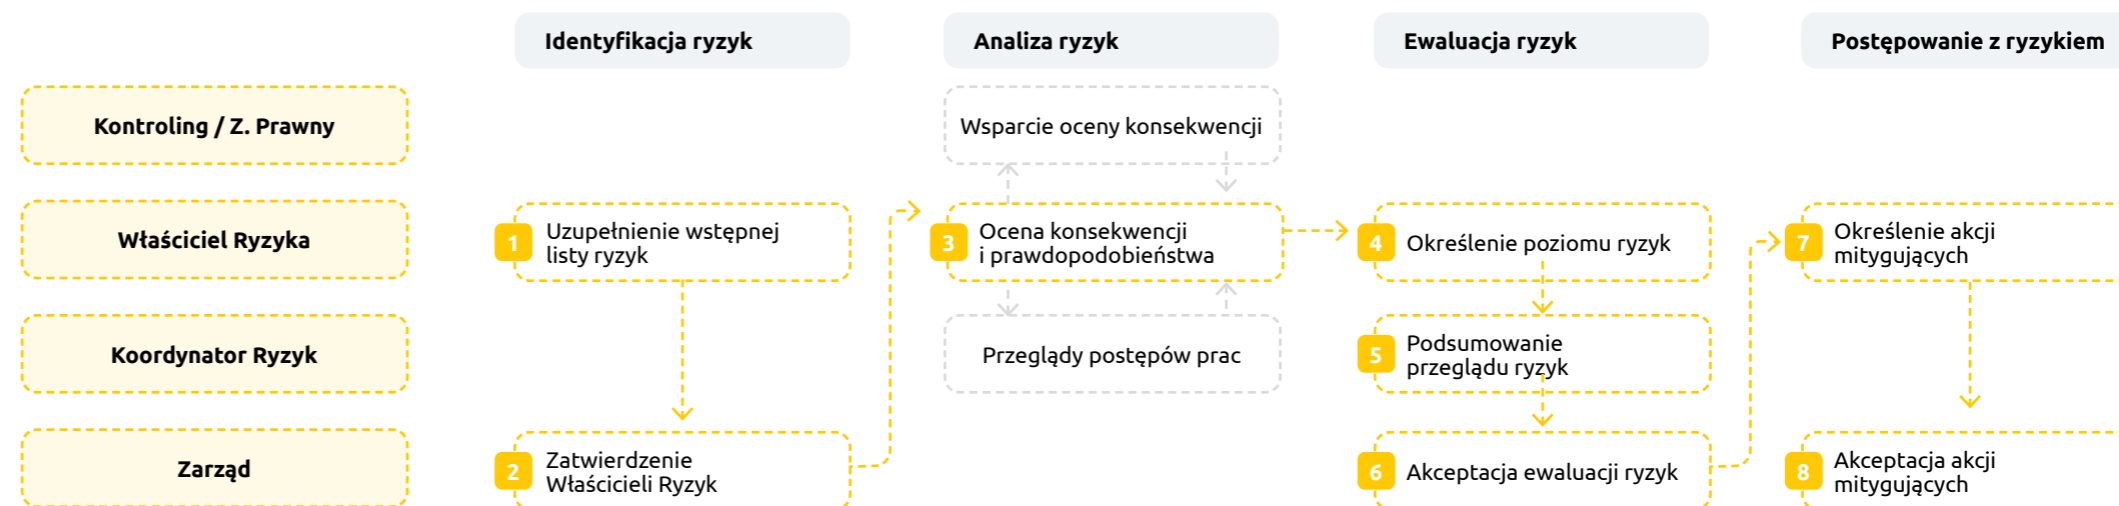 Identyfikacja ryzyk
Analiza ryzyk
Ewaluacja ryzyk
Postępowanie z ryzykiem
Kontroling / Z. Prawny
Wsparcie oceny konsekwencji
Właściciel Ryzyka
1
Uzupełnienie wstępnej
listy ryzyk
3
Ocena konsekwencji
i prawdopodobieństwa
4
Określenie poziomu ryzyk
7
Określenie akcji
mitygujących
Koordynator Ryzyk
Przeglądy postępów prac
5
Podsumowanie
przeglądu ryzyk
Zarząd
2
Zatwierdzenie
Właścicieli Ryzyk
6
Akceptacja ewaluacji ryzyk
8
Akceptacja akcji
mitygujących